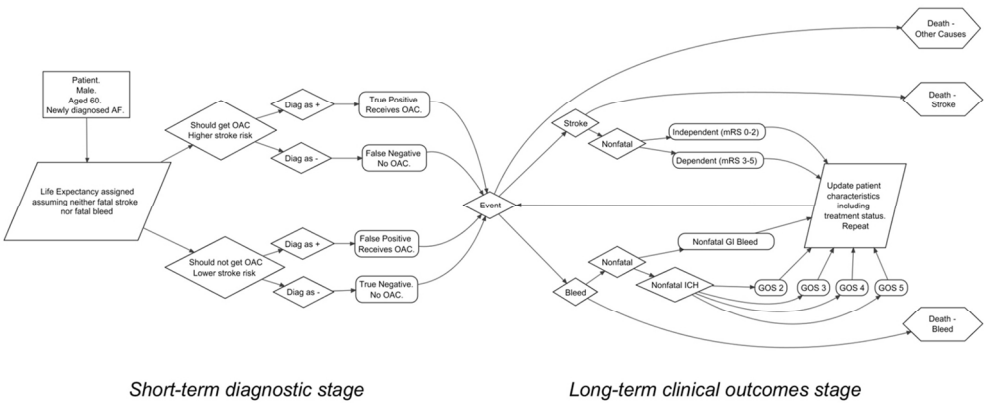 Patient.
Male.
Aged 60.
Newly diagnosed AF.
Life Expectancy assigned
assuming neither fatal stroke
nor fatal bleed
Should get OAC
Higher stroke risk
Diag as +
True Positive
Receives OAC.
Diag as -
False Negative
No OAC.
Should not get OAC
Lower stroke risk
Diag as +
False Positive
Receives OAC.
Diag as -
True Negative.
No OAC.
Event
Death -
Other Causes
Stroke
Death -
Stroke
Nonfatal
Independent (mRS 0-2)
Dependent (mRS 3-5)
Update patient
characteristics
including
treatment status.
Repeat
Bleed
Nonfatal
Nonfatal GI Bleed
Nonfatal ICH
GOS 2
GOS 3
GOS 4
GOS 5
Death -
Bleed
Short-term diagnostic stage
Long-term clinical outcomes stage